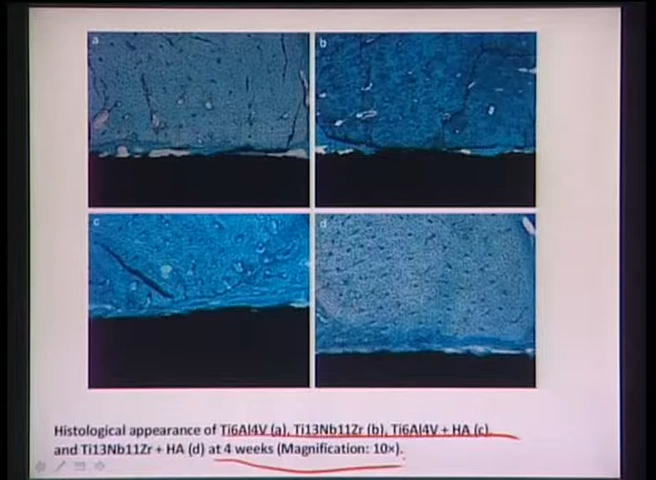 a
b
c
d
Histological appearance of Ti6Al4V (a), Ti13Nb11Zr (b), Ti6Al4V + HA (c)
and Ti13Nb11Zr + HA (d) at 4 weeks (Magnification: 10×).